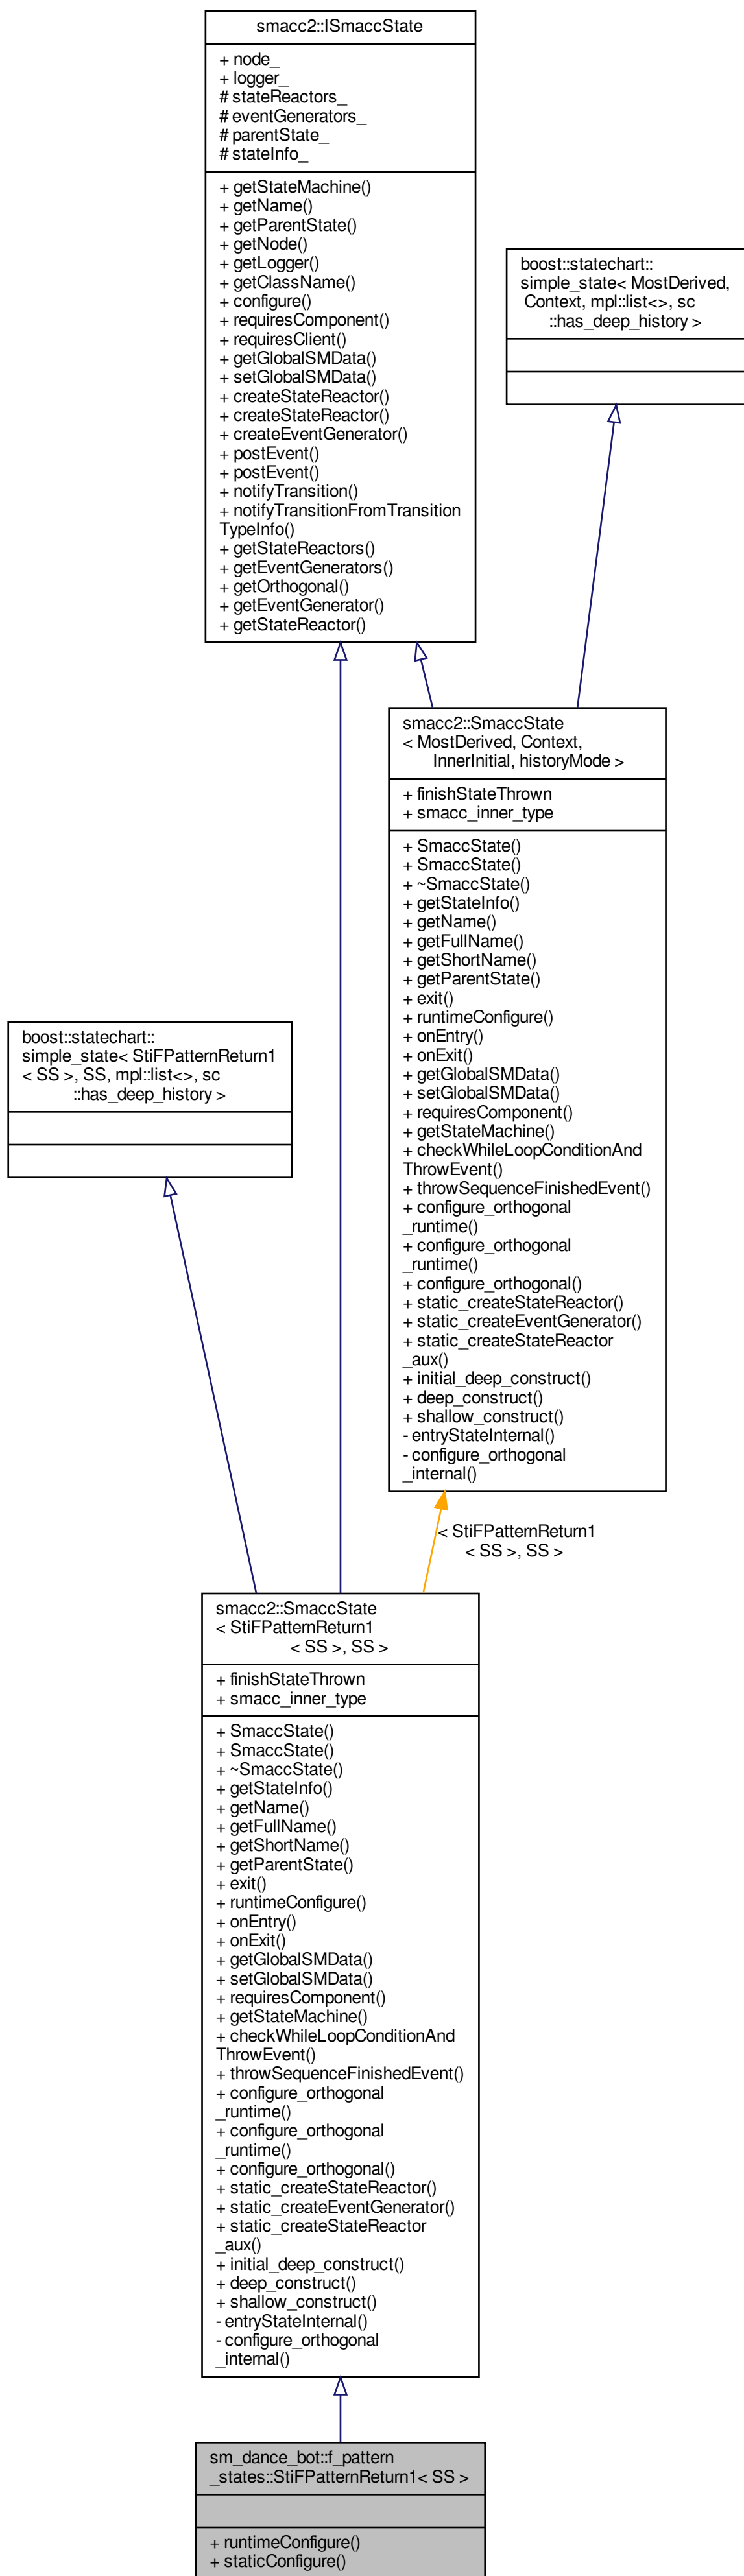 smacc2::ISmaccState
+ node_
+ logger_
# stateReactors_
# eventGenerators_
# parentState_
# stateInfo_
+ getStateMachine()
+ getName()
+ getParentState()
+ getNode()
+ getLogger()
+ getClassName()
+ configure()
+ requiresComponent()
+ requiresClient()
+ getGlobalSMData()
+ setGlobalSMData()
+ createStateReactor()
+ createStateReactor()
+ createEventGenerator()
+ postEvent()
+ postEvent()
+ notifyTransition()
+ notifyTransitionFromTransition
TypeInfo()
+ getStateReactors()
+ getEventGenerators()
+ getOrthogonal()
+ getEventGenerator()
+ getStateReactor()
boost::statechart::
simple_state< MostDerived,
Context, mpl::list<>, sc
::has_deep_history >
smacc2::SmaccState
< MostDerived, Context,
InnerInitial, historyMode >
+ finishStateThrown
+ smacc_inner_type
+ SmaccState()
+ SmaccState()
+ ~SmaccState()
+ getStateInfo()
+ getName()
+ getFullName()
+ getShortName()
+ getParentState()
+ exit()
+ runtimeConfigure()
+ onEntry()
+ onExit()
+ getGlobalSMData()
+ setGlobalSMData()
+ requiresComponent()
+ getStateMachine()
+ checkWhileLoopConditionAnd
ThrowEvent()
+ throwSequenceFinishedEvent()
+ configure_orthogonal
_runtime()
+ configure_orthogonal
_runtime()
+ configure_orthogonal()
+ static_createStateReactor()
+ static_createEventGenerator()
+ static_createStateReactor
_aux()
+ initial_deep_construct()
+ deep_construct()
+ shallow_construct()
- entryStateInternal()
- configure_orthogonal
_internal()
boost::statechart::
simple_state< StiFPatternReturn1
< SS >, SS, mpl::list<>, sc
::has_deep_history >
< StiFPatternReturn1
< SS >, SS >
smacc2::SmaccState
< StiFPatternReturn1
< SS >, SS >
+ finishStateThrown
+ smacc_inner_type
+ SmaccState()
+ SmaccState()
+ ~SmaccState()
+ getStateInfo()
+ getName()
+ getFullName()
+ getShortName()
+ getParentState()
+ exit()
+ runtimeConfigure()
+ onEntry()
+ onExit()
+ getGlobalSMData()
+ setGlobalSMData()
+ requiresComponent()
+ getStateMachine()
+ checkWhileLoopConditionAnd
ThrowEvent()
+ throwSequenceFinishedEvent()
+ configure_orthogonal
_runtime()
+ configure_orthogonal
_runtime()
+ configure_orthogonal()
+ static_createStateReactor()
+ static_createEventGenerator()
+ static_createStateReactor
_aux()
+ initial_deep_construct()
+ deep_construct()
+ shallow_construct()
- entryStateInternal()
- configure_orthogonal
_internal()
sm_dance_bot::f_pattern
_states::StiFPatternReturn1< SS >
+ runtimeConfigure()
+ staticConfigure()